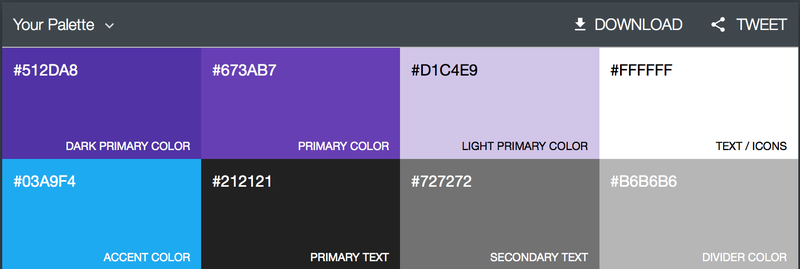 Your Palette DOWNLOAD TWEET
#512DA8 #673AB7 #D1C4E9 #FFFFFF
DARK PRIMARY COLOR PRIMARY COLOR LIGHT PRIMARY COLOR TEXT / ICONS
#03A9F4 #212121 #727272 #B6B6B6
ACCENT COLOR PRIMARY TEXT SECONDARY TEXT DIVIDER COLOR